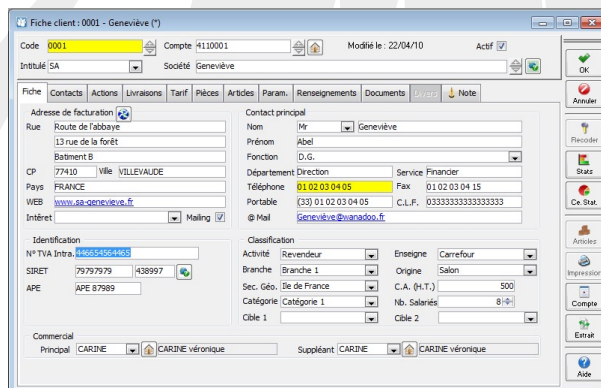 Fiche client : 0001 - Geneviève (*)
Code 0001 Compte 4110001 Modifié le : 22/04/10 Actif
Intitulé SA Société Geneviève
Fiche Contacts Actions Livraisons Tarif Pièces Articles Param. Renseignements Documents Divers Note
Adresse de facturation Contact principal
Rue Route de l'abbaye Nom Mr Geneviève
13 rue de la forêt Prénom Abel
Batiment B Fonction D.G.
CP 77410 Ville VILLEVAUDE Département Direction Service Financier
Pays FRANCE Téléphone 01 02 03 04 05 Fax 01 02 03 04 15
WEB www.sa-genevieve.fr Portable (33) 01 02 03 04 05 C.L.F. 03333333333333333
Intêret Mailing @ Mail Geneviève@wanadoo.fr
Identification Classification
N° TVA Intra. 446654564465 Activité Revendeur Enseigne Carrefour
SIRET 79797979 438997 Branche Branche 1 Origine Salon
APE APE 87989 Sec. Géo. Ile de France C.A. (H.T.) 500
Catégorie Catégorie 1 Nb. Salariés 8
Cible 1 Cible 2
Commercial
Principal CARINE CARINE véronique Suppléant CARINE CARINE véronique
OK
Annuler
Recoder
Stats
Ce. Stat.
Articles
Impression
Compte
Extrait
Aide